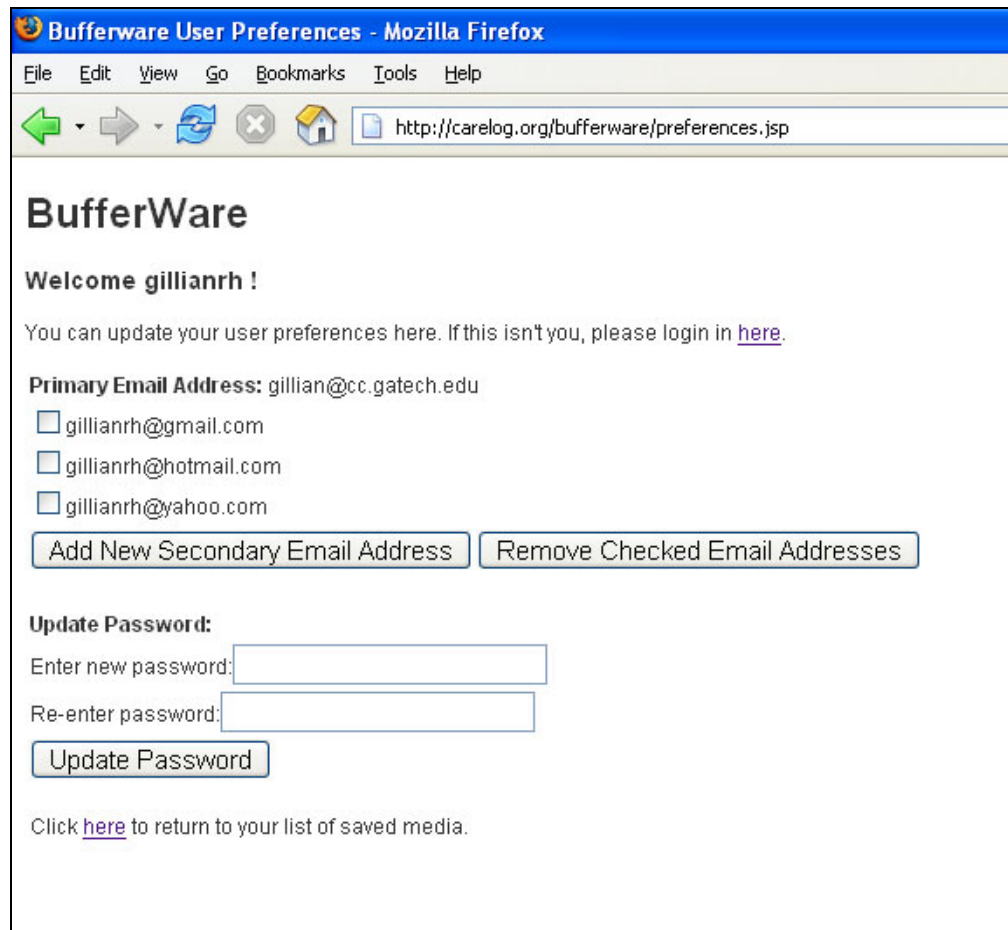 Bufferware User Preferences - Mozilla Firefox
File Edit View Go Bookmarks Tools Help
http://carelog.org/bufferware/preferences.jsp
BufferWare
Welcome gillianrh !
You can update your user preferences here. If this isn't you, please login in here.
Primary Email Address: gillian@cc.gatech.edu
gillianrh@gmail.com
gillianrh@hotmail.com
gillianrh@yahoo.com
Add New Secondary Email Address Remove Checked Email Addresses
Update Password:
Enter new password:
Re-enter password:
Update Password
Click here to return to your list of saved media.